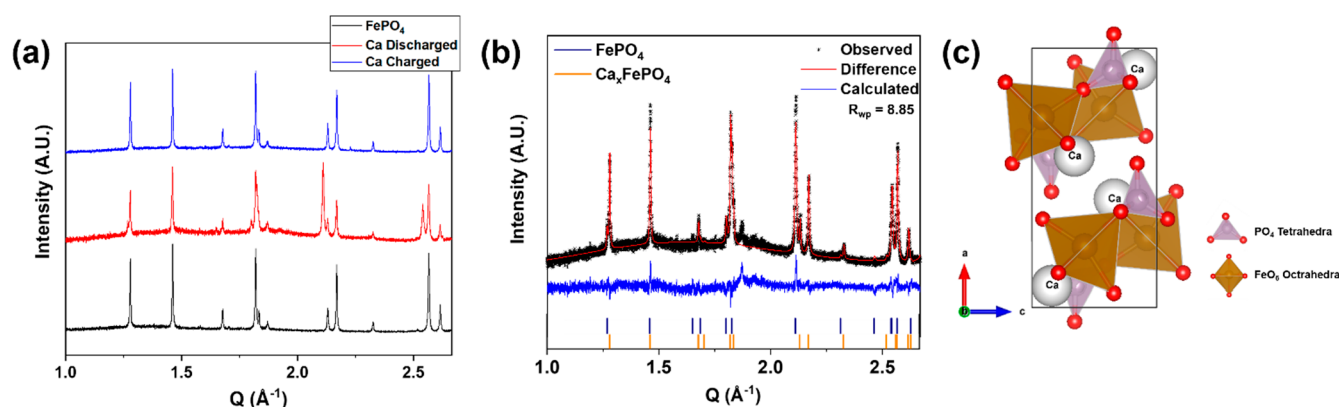 (a)
FePO₄
Ca Discharged
Ca Charged
Intensity (A.U.)
1.0 1.5 2.0 2.5
Q (Å⁻¹)
(b)
FePO₄
CaₓFePO₄
Observed
Difference
Calculated
R_wp = 8.85
Intensity (A.U.)
1.0 1.5 2.0 2.5
Q (Å⁻¹)
(c)
Ca
Ca
Ca
Ca
a
b
c
PO₄ Tetrahedra
FeO₆ Octrahedra